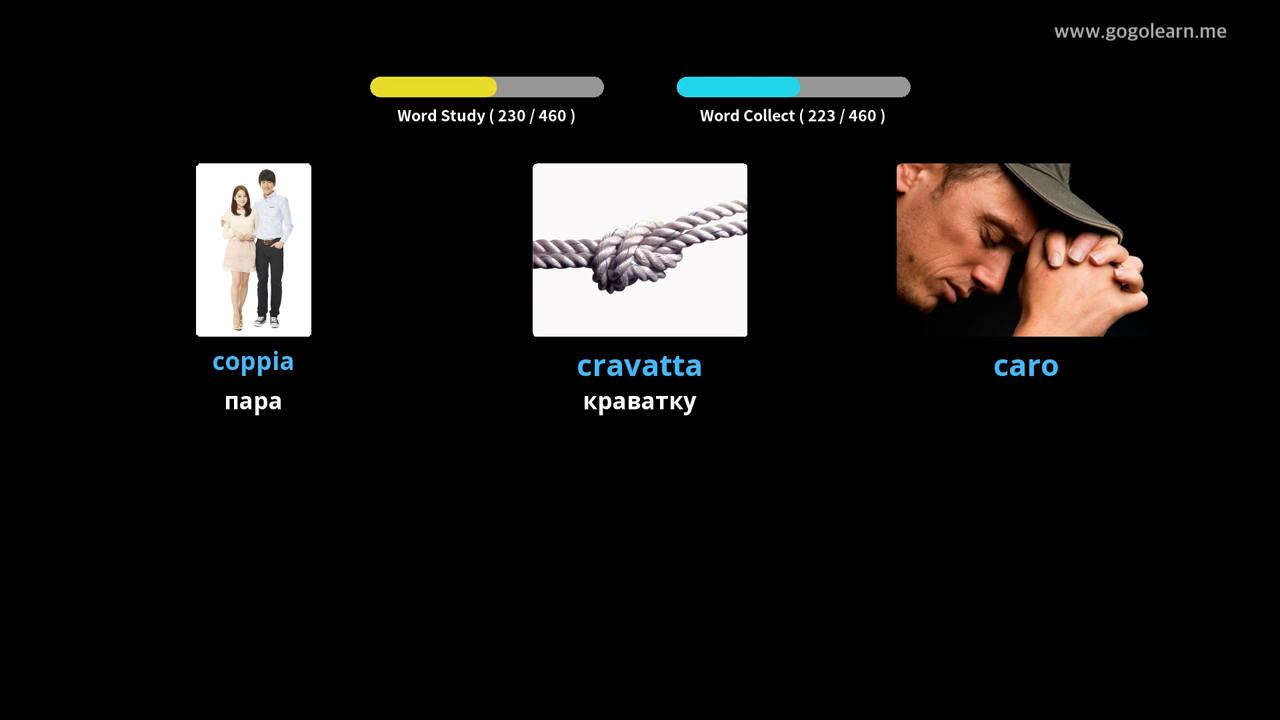 www.gogolearn.me
Word Study ( 230 / 460 )
Word Collect ( 223 / 460 )
coppia
пара
cravatta
краватку
caro